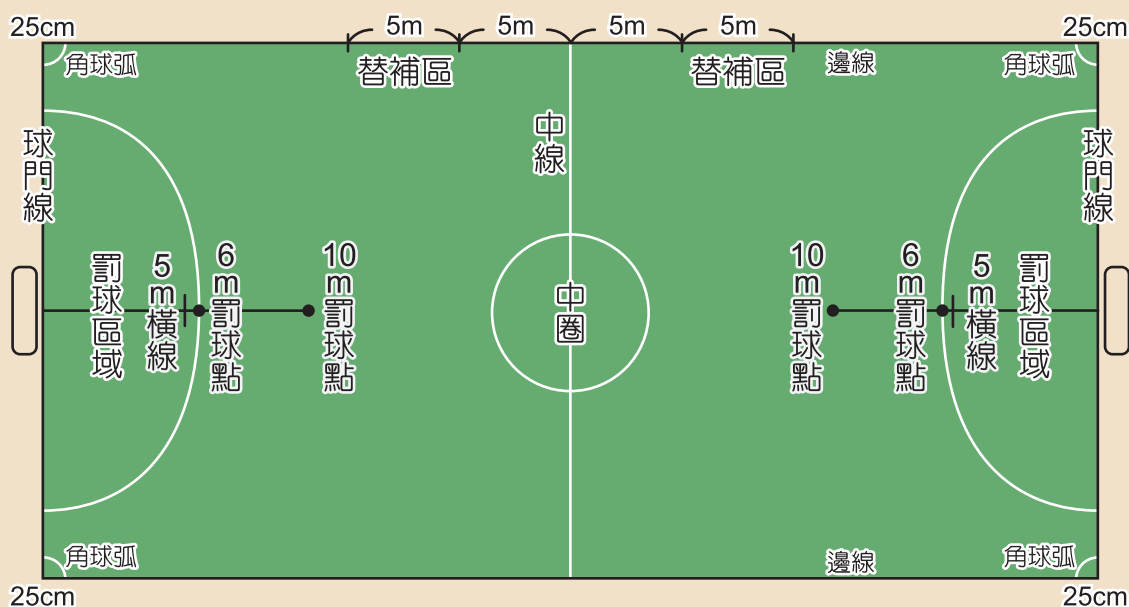 25cm
5m
5m
5m
5m
25cm
角球弧
替補區
替補區
邊線
角球弧
球門線
中線
球門線
罰球區域
5m橫線
6m罰球點
10m罰球點
中圈
10m罰球點
6m罰球點
5m橫線
罰球區域
角球弧
邊線
角球弧
25cm
25cm